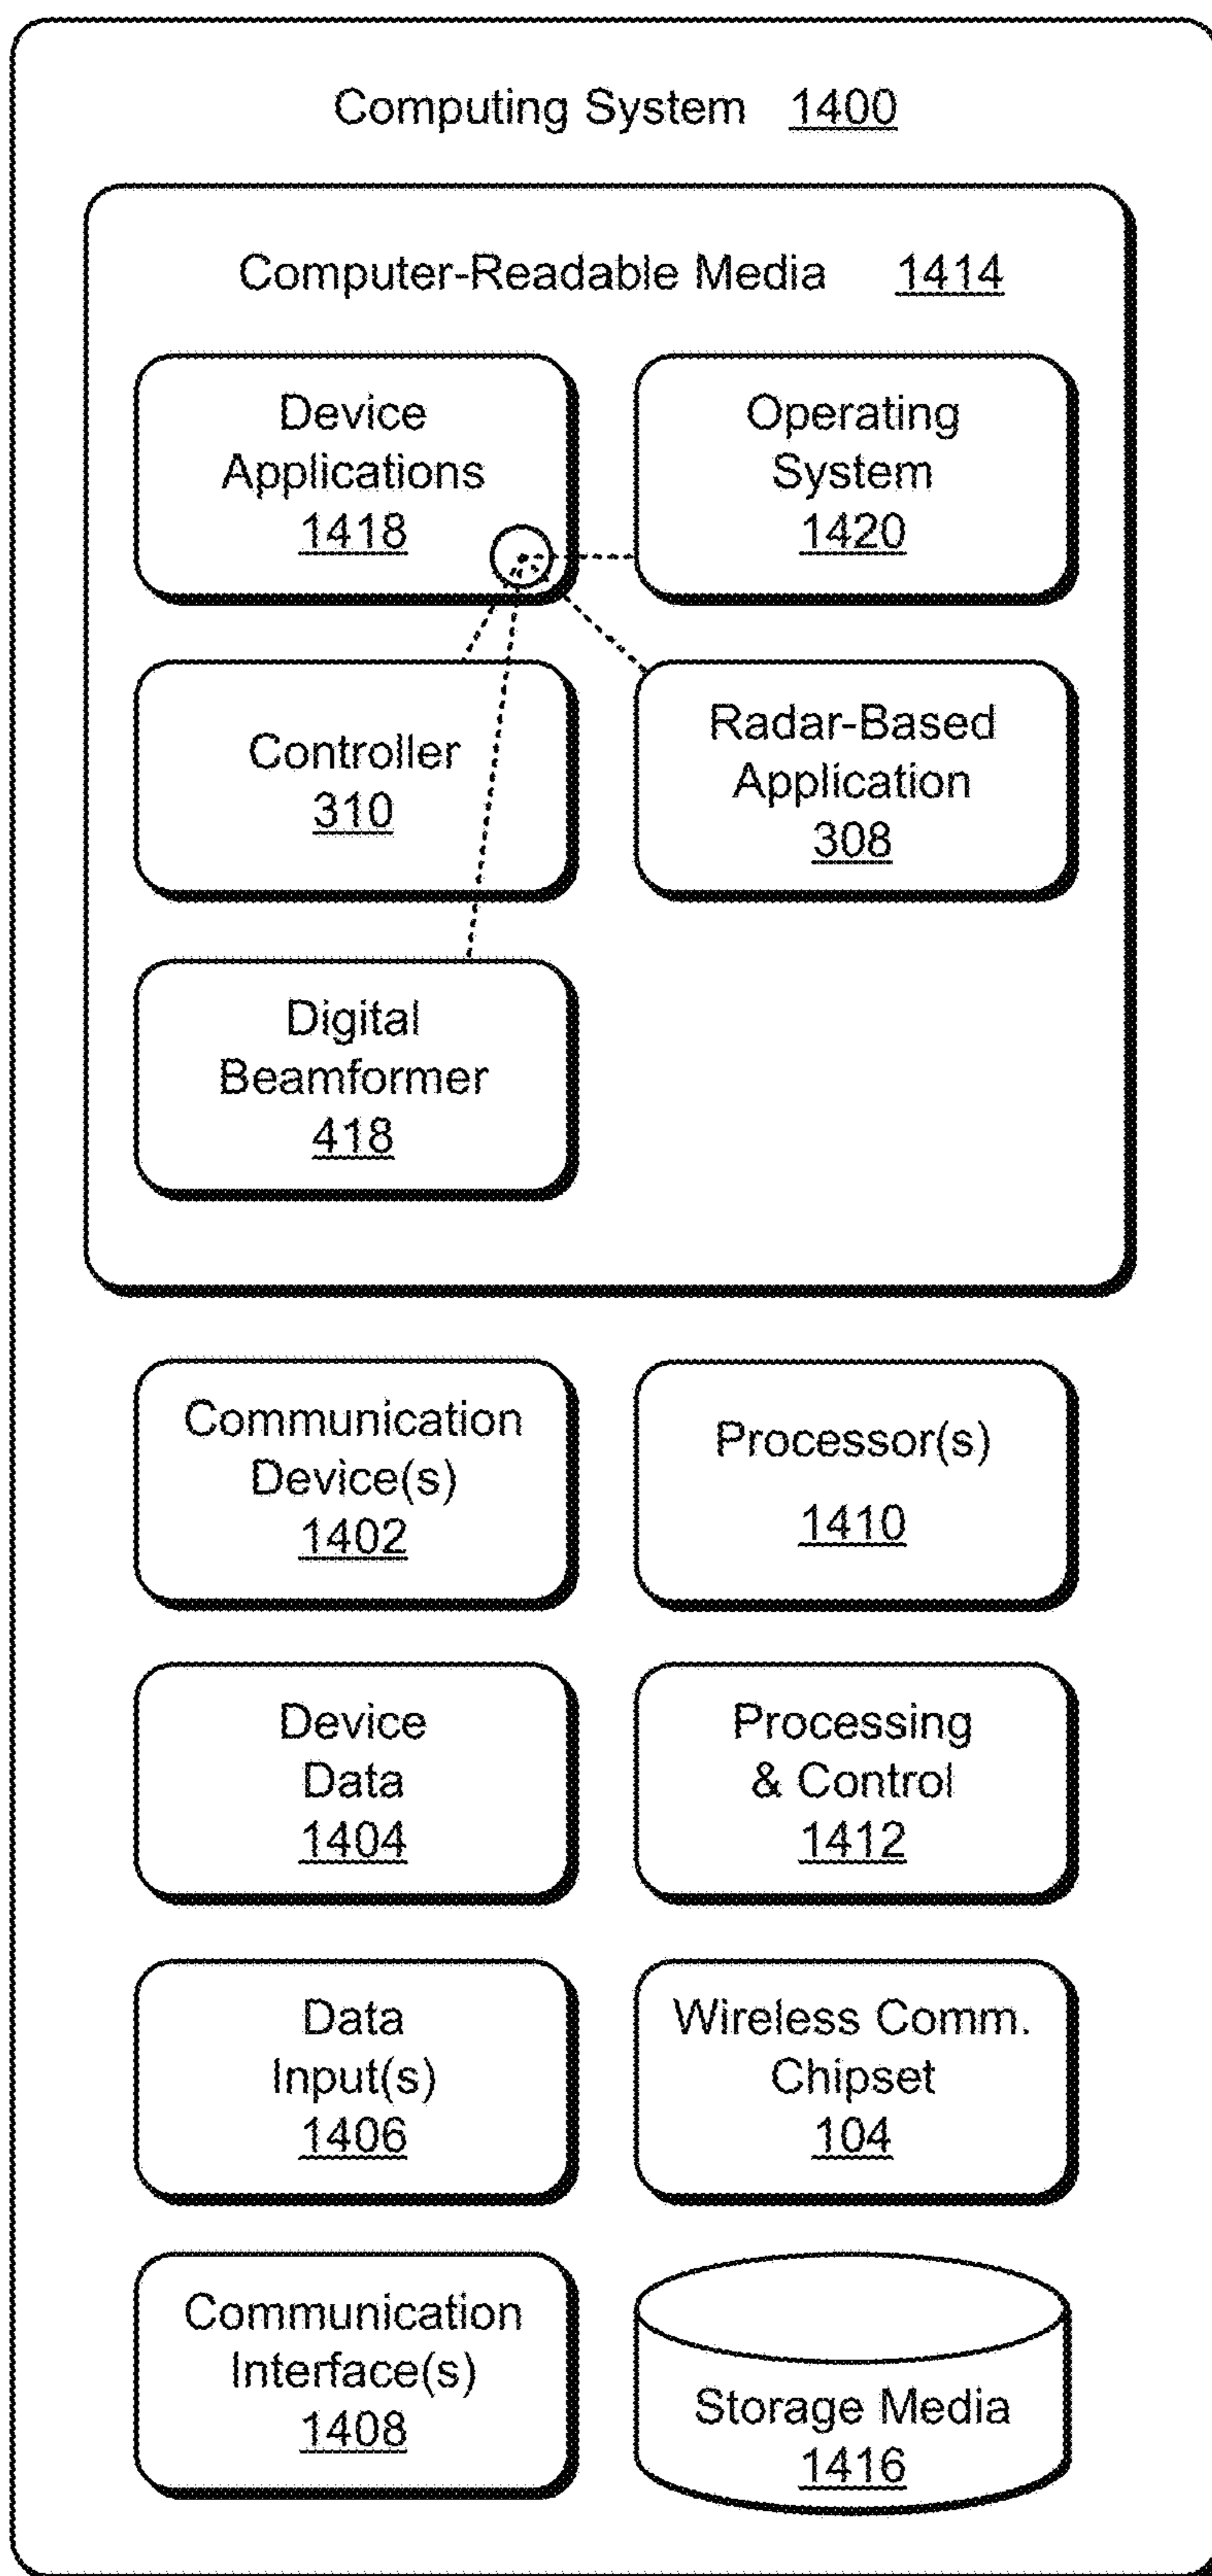 Computing System 1400
Computer-Readable Media 1414
Device
Applications
1418
Operating
System
1420
Controller
310
Radar-Based
Application
308
Digital
Beamformer
418
Communication
Device(s)
1402
Processor(s)
1410
Device
Data
1404
Processing
& Control
1412
Data
Input(s)
1406
Wireless Comm.
Chipset
104
Communication
Interface(s)
1408
Storage Media
1416